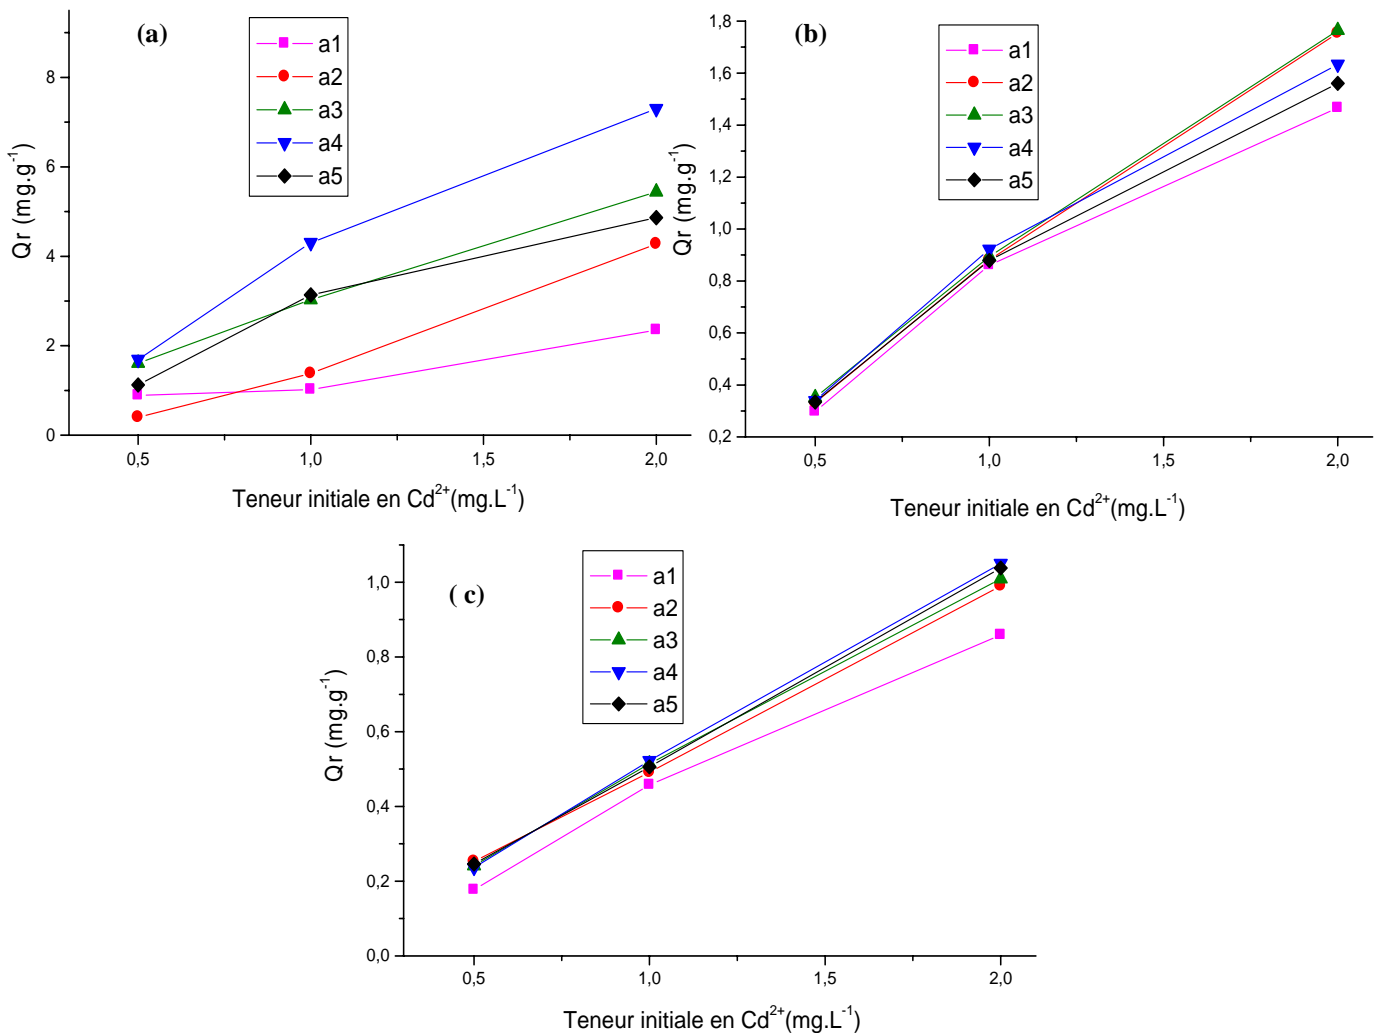 (a)
a1
a2
a3
a4
a5
8
6
4
2
0
Qr (mg.g⁻¹)
0,5
1,0
1,5
2,0
Teneur initiale en Cd²⁺(mg.L⁻¹)
(b)
a1
a2
a3
a4
a5
1,8
1,6
1,4
1,2
1,0
0,8
0,6
0,4
0,2
Qr (mg.g⁻¹)
0,5
1,0
1,5
2,0
Teneur initiale en Cd²⁺(mg.L⁻¹)
( c)
a1
a2
a3
a4
a5
1,0
0,8
0,6
0,4
0,2
0,0
Qr (mg.g⁻¹)
0,5
1,0
1,5
2,0
Teneur initiale en Cd²⁺(mg.L⁻¹)